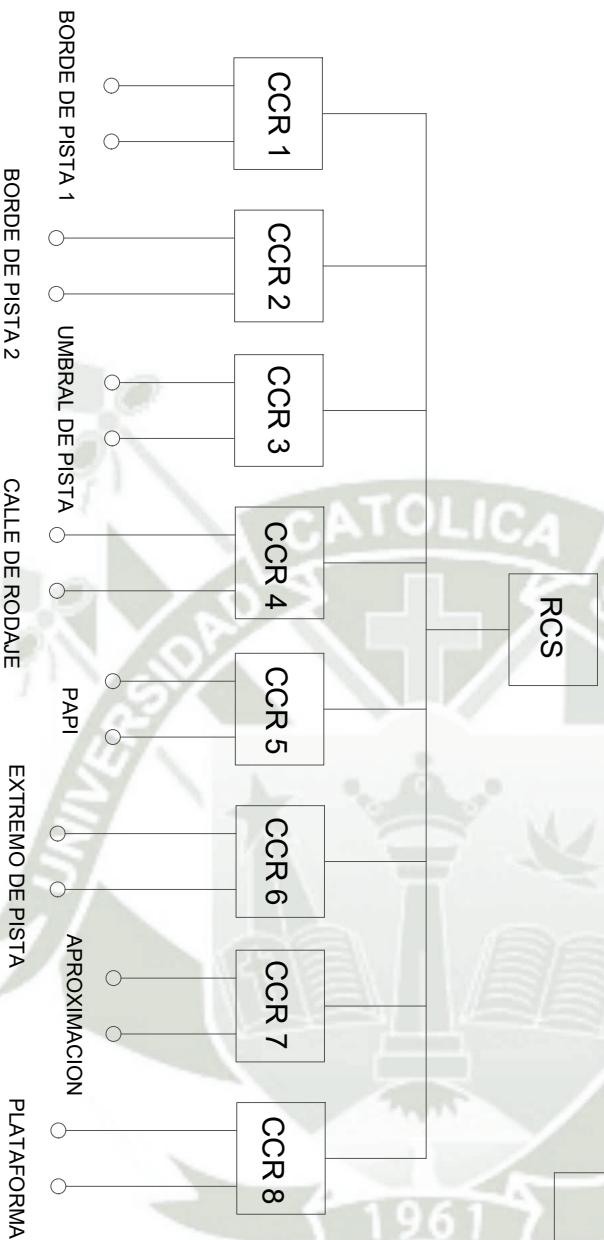 RCS
CCR 1
CCR 2
CCR 3
CCR 4
CCR 5
CCR 6
CCR 7
CCR 8
BORDE DE PISTA 1
BORDE DE PISTA 2
UMBRAL DE PISTA
CALLE DE RODAJE
PAPI
EXTREMO DE PISTA
APROXIMACION
PLATAFORMA
UNIVERSIDAD CATOLICA
1961